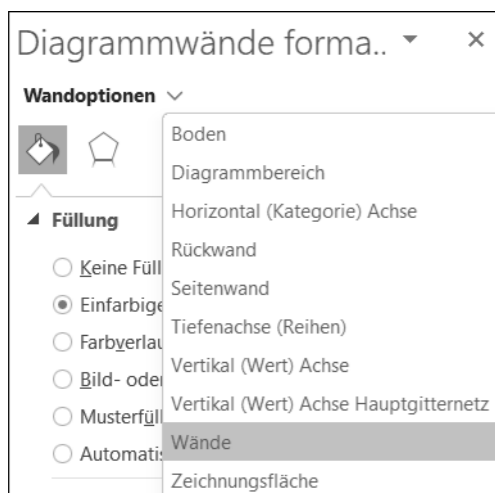 Diagrammwände forma..
Wandoptionen
Boden
Diagrammbereich
Horizontal (Kategorie) Achse
Rückwand
Seitenwand
Tiefenachse (Reihen)
Vertikal (Wert) Achse
Vertikal (Wert) Achse Hauptgitternetz
Wände
Zeichnungsfläche
Füllung
Keine Füll
Einfarbige
Farbverlau
Bild- oder
Musterfüll
Automatis